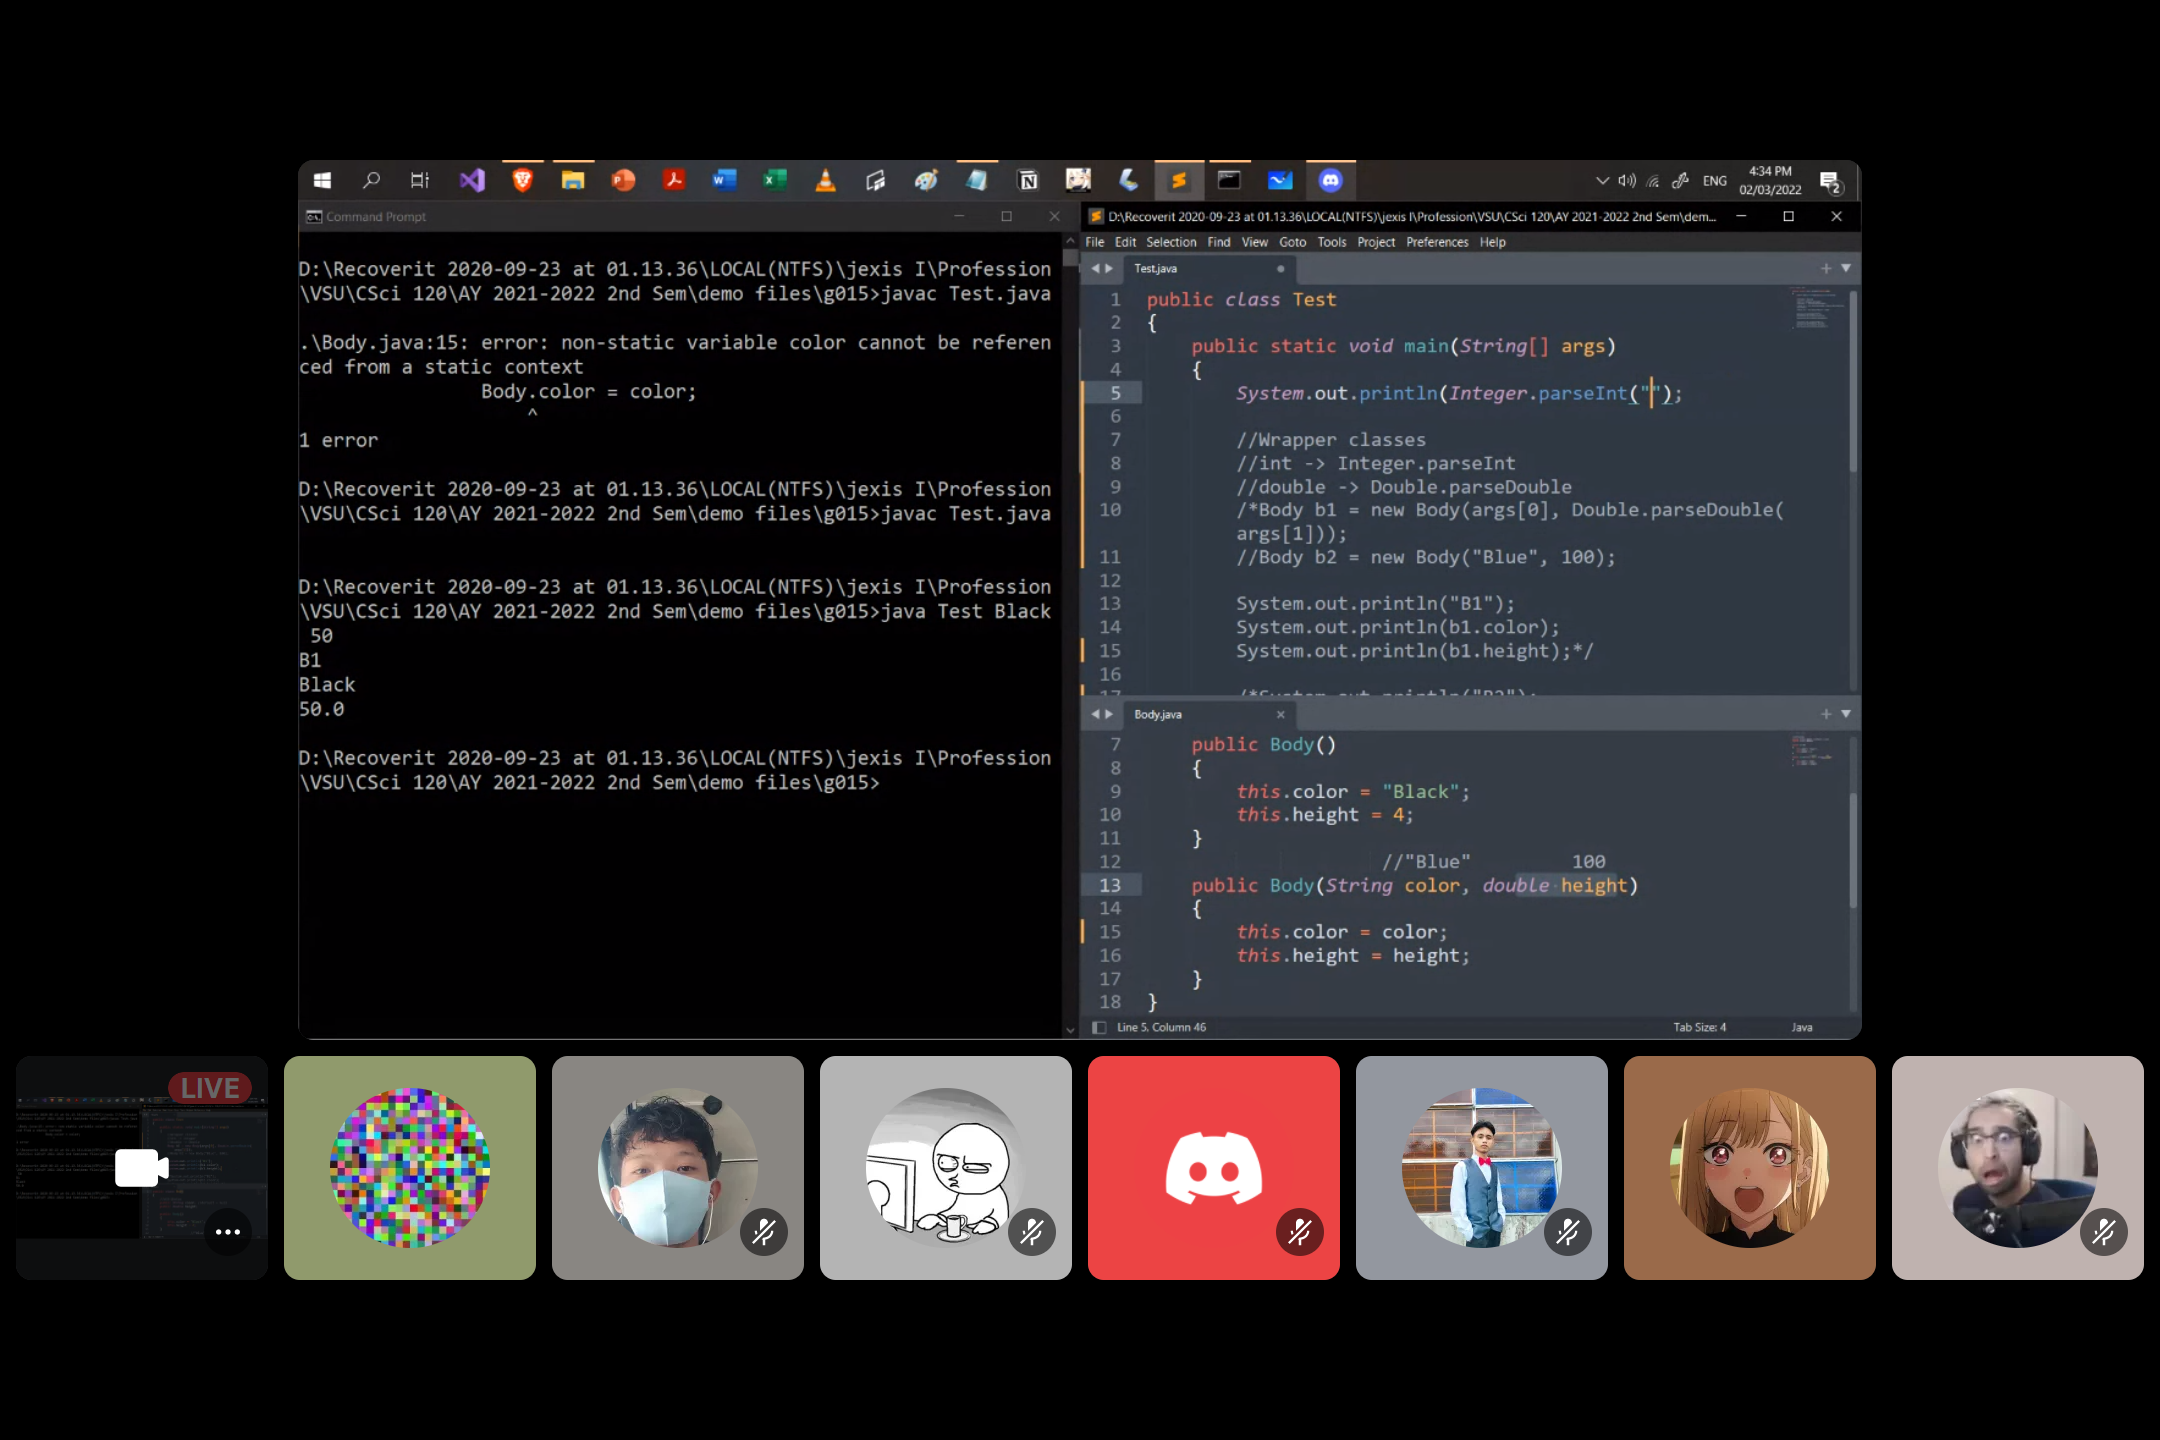 4:34 PM
ENG
02/03/2022
2
Command Prompt
D:\Recoverit 2020-09-23 at 01.13.36\LOCAL(NTFS)\jexis I\Profession
\VSU\CSci 120\AY 2021-2022 2nd Sem\demo files\g015>javac Test.java
.\Body.java:15: error: non-static variable color cannot be referen
ced from a static context
Body.color = color;
^
1 error
D:\Recoverit 2020-09-23 at 01.13.36\LOCAL(NTFS)\jexis I\Profession
\VSU\CSci 120\AY 2021-2022 2nd Sem\demo files\g015>javac Test.java
D:\Recoverit 2020-09-23 at 01.13.36\LOCAL(NTFS)\jexis I\Profession
\VSU\CSci 120\AY 2021-2022 2nd Sem\demo files\g015>java Test Black
50
B1
Black
50.0
D:\Recoverit 2020-09-23 at 01.13.36\LOCAL(NTFS)\jexis I\Profession
\VSU\CSci 120\AY 2021-2022 2nd Sem\demo files\g015>
D:\Recoverit 2020-09-23 at 01.13.36\LOCAL(NTFS)\jexis I\Profession\VSU\CSci 120\AY 2021-2022 2nd Sem\dem...
File Edit Selection Find View Goto Tools Project Preferences Help
Test.java
1 public class Test
2 {
3 public static void main(String[] args)
4 {
5 System.out.println(Integer.parseInt("");
6
7 //Wrapper classes
8 //int -> Integer.parseInt
9 //double -> Double.parseDouble
10 /*Body b1 = new Body(args[0], Double.parseDouble(
args[1]));
11 //Body b2 = new Body("Blue", 100);
12
13 System.out.println("B1");
14 System.out.println(b1.color);
15 System.out.println(b1.height);*/
16
17 /*System.out.println("B2");
Body.java
7 public Body()
8 {
9 this.color = "Black";
10 this.height = 4;
11 }
12 //"Blue" 100
13 public Body(String color, double height)
14 {
15 this.color = color;
16 this.height = height;
17 }
18 }
Line 5, Column 46
Tab Size: 4
Java
LIVE